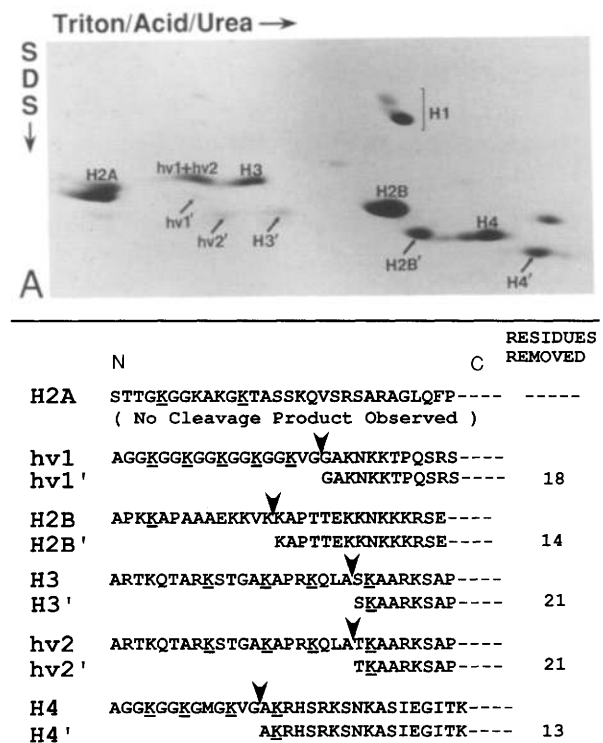 Triton/Acid/Urea →
S
D
S
↓
H1
H2A
hv1+hv2
H3
hv1'
hv2'
H3'
H2B
H2B'
H4
H4'
A
RESIDUES
REMOVED
N
C
H2A STTGKGGKAKGKTASSKQVSRSARAGLQFP---- -----
( No Cleavage Product Observed )
hv1 AGGKGGKGGKGGKGGKVGGAKNKKTPQSRS----
hv1' GAKNKKTPQSRS---- 18
H2B APKKAPAAAEKKVKKAPTTEKKNKKKRSE----
H2B' KAPTTEKKNKKKRSE---- 14
H3 ARTKQTARKSTGAKAPRKQLASKAARKSAP----
H3' SKAARKSAP---- 21
hv2 ARTKQTARKSTGAKAPRKQLATKAARKSAP----
hv2' TKAARKSAP---- 21
H4 AGGKGGKGMGKVGAKRHSRKSNKASIEGITK----
H4' AKRHSRKSNKASIEGITK---- 13